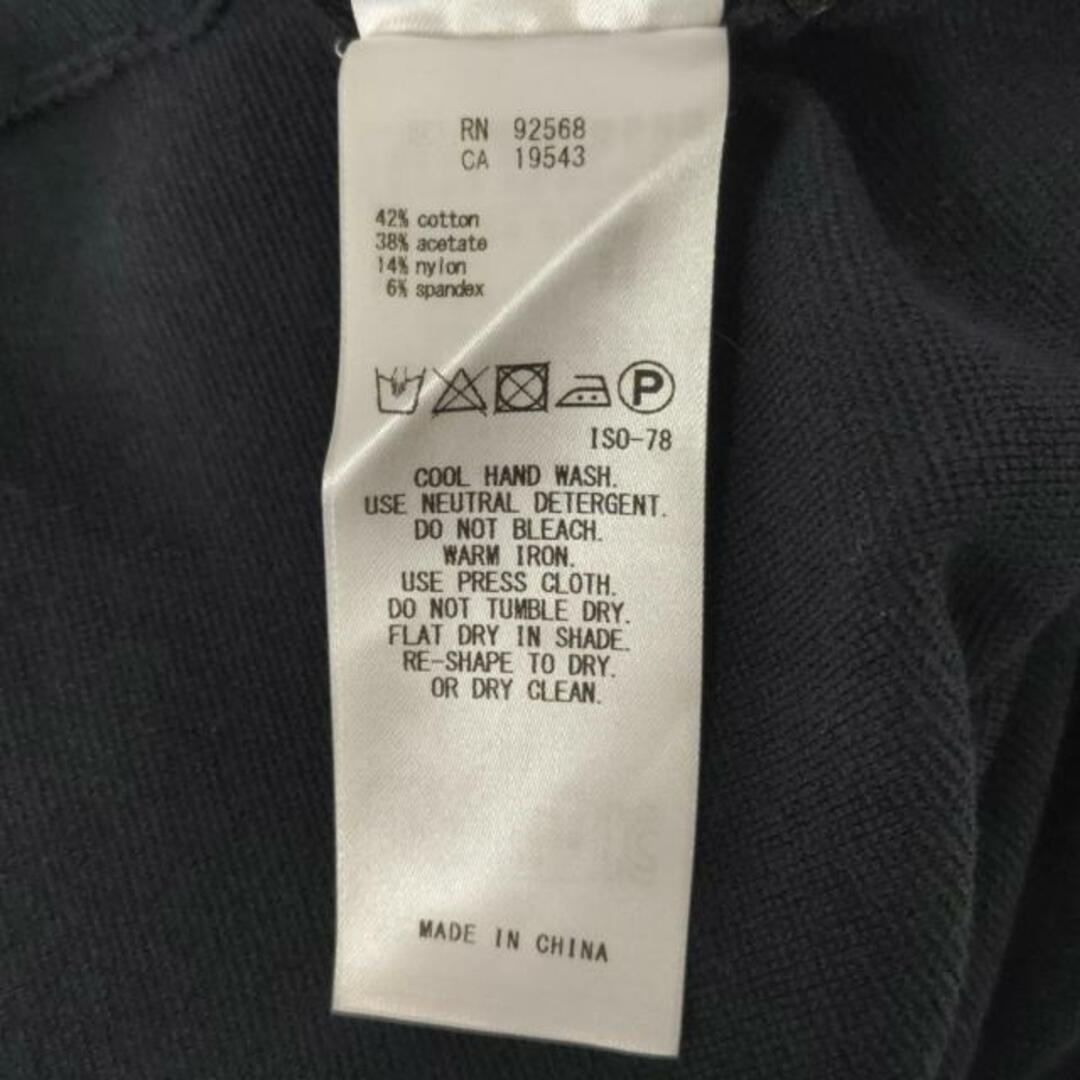 RN 92568
CA 19543
42% cotton
38% acetate
14% nylon
6% spandex
P
ISO-78
COOL HAND WASH.
USE NEUTRAL DETERGENT.
DO NOT BLEACH.
WARM IRON.
USE PRESS CLOTH.
DO NOT TUMBLE DRY.
FLAT DRY IN SHADE.
RE-SHAPE TO DRY.
OR DRY CLEAN.
MADE IN CHINA